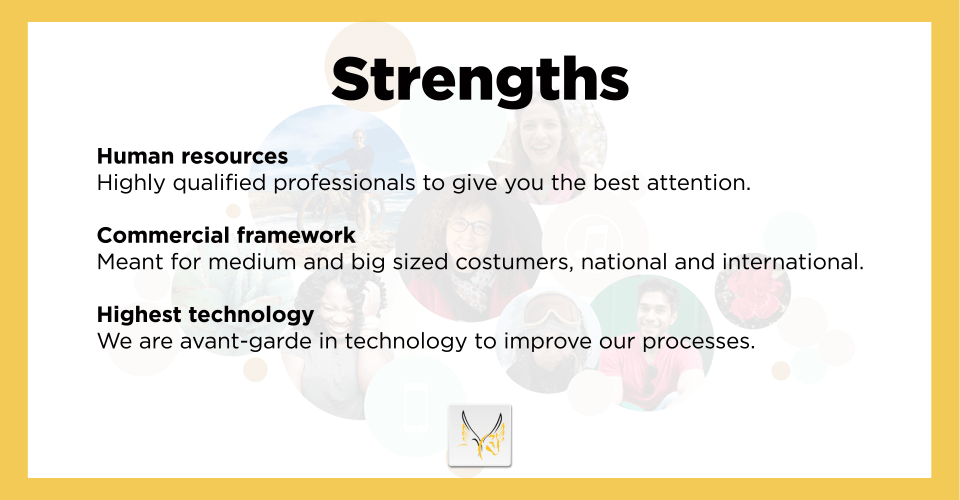 Strengths
Human resources
Highly qualified professionals to give you the best attention.
Commercial framework
Meant for medium and big sized costumers, national and international.
Highest technology
We are avant-garde in technology to improve our processes.